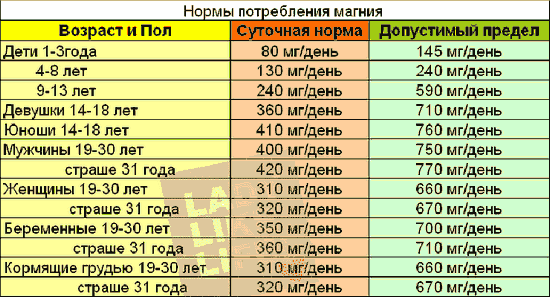 Нормы потребления магния
Возраст и Пол Суточная норма Допустимый предел
Дети 1-3года 80 мг/день 145 мг/день
4-8 лет 130 мг/день 240 мг/день
9-13 лет 240 мг/день 590 мг/день
Девушки 14-18 лет 360 мг/день 710 мг/день
Юноши 14-18 лет 410 мг/день 760 мг/день
Мужчины 19-30 лет 400 мг/день 750 мг/день
страше 31 года 420 мг/день 770 мг/день
Женщины 19-30 лет 310 мг/день 660 мг/день
страше 31 года 320 мг/день 670 мг/день
Беременные 19-30 лет 350 мг/день 700 мг/день
страше 31 года 360 мг/день 710 мг/день
Кормящие грудью 19-30 лет 310 мг/день 660 мг/день
страше 31 года 320 мг/день 670 мг/день